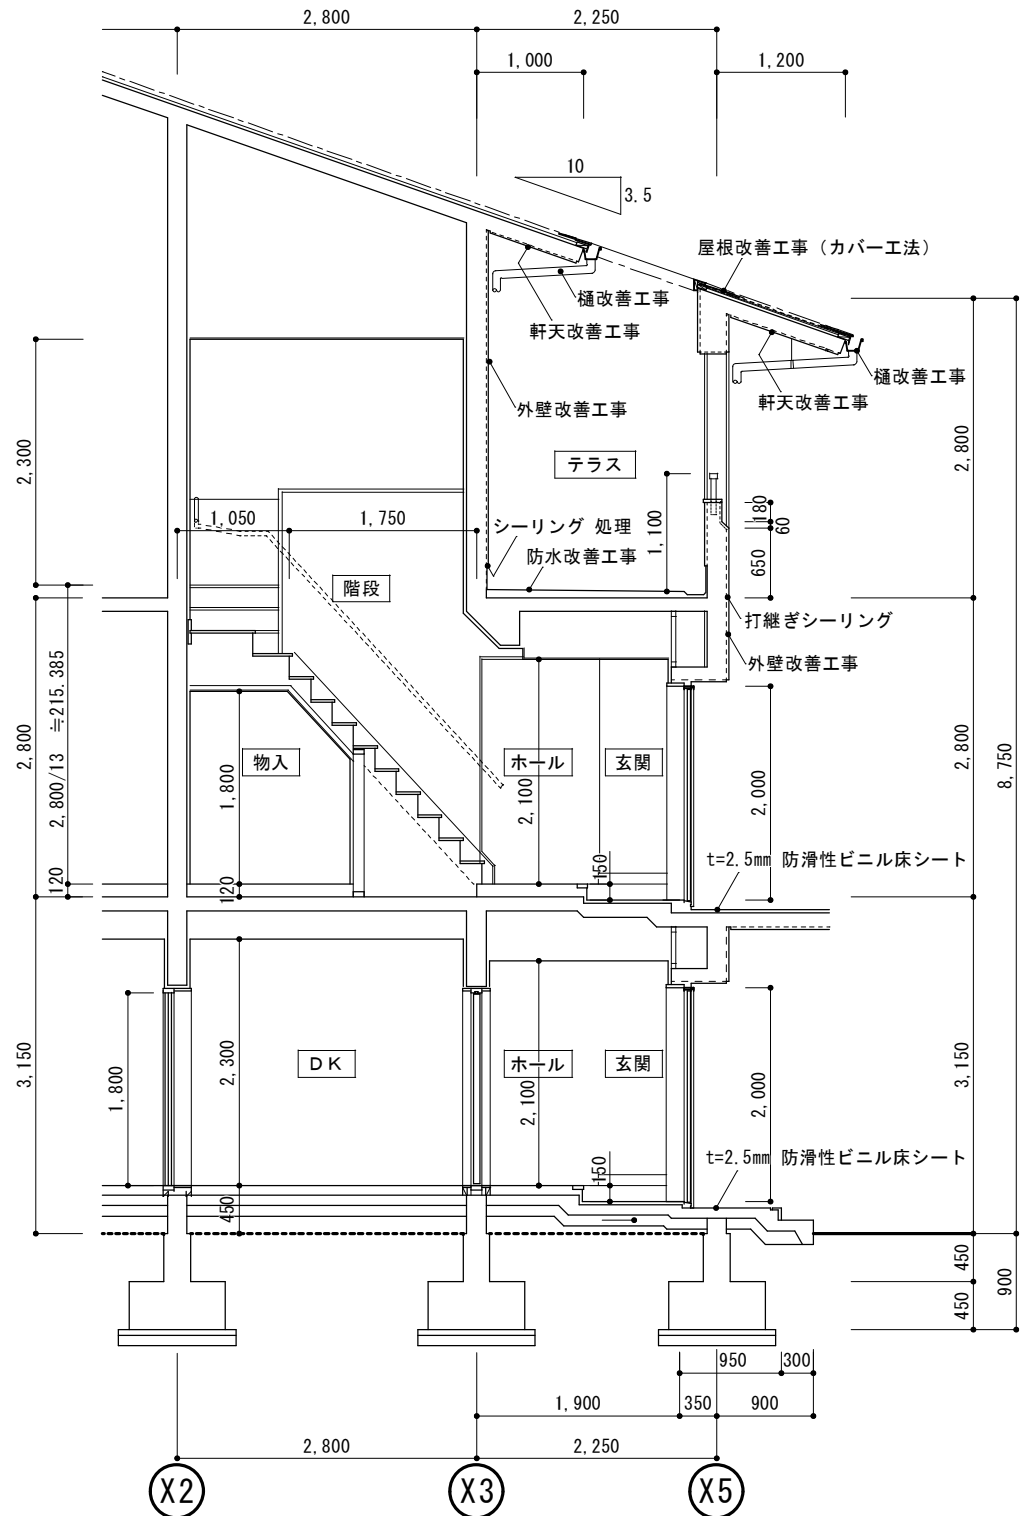 2,800
2,250
1,000
1,200
10
3.5
屋根改善工事（カバー工法）
樋改善工事
軒天改善工事
樋改善工事
軒天改善工事
外壁改善工事
2,300
2,800
テラス
180
60
650
1,050
1,750
シーリング 処理
防水改善工事
1,100
階段
打継ぎシーリング
外壁改善工事
2,800
2,800/13 ≒215.385
120
物入
1,800
120
ホール
玄関
2,100
150
2,000
2,800
8,750
t=2.5mm 防滑性ビニル床シート
3,150
1,800
DK
2,300
450
ホール
玄関
2,100
150
2,000
3,150
t=2.5mm 防滑性ビニル床シート
450
450
900
950
300
1,900
350
900
2,800
2,250
X2
X3
X5